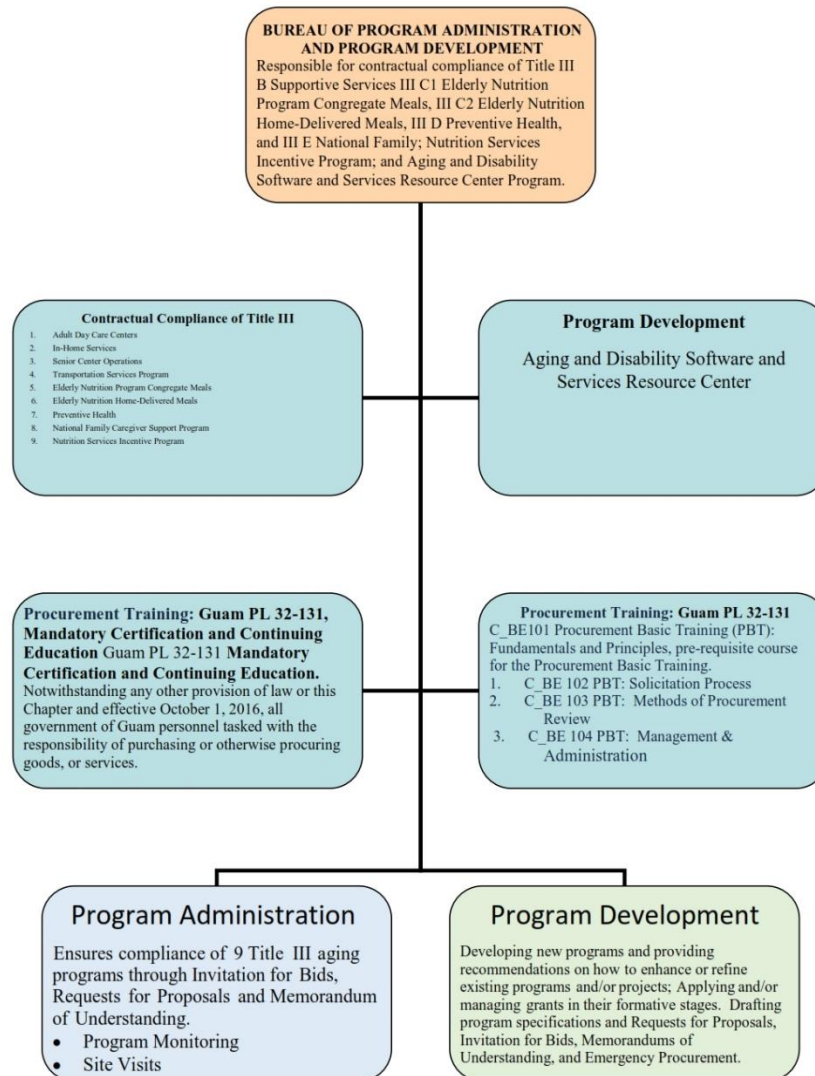 BUREAU OF PROGRAM ADMINISTRATION
AND PROGRAM DEVELOPMENT
Responsible for contractual compliance of Title III
B Supportive Services III C1 Elderly Nutrition
Program Congregate Meals, III C2 Elderly Nutrition
Home-Delivered Meals, III D Preventive Health,
and III E National Family; Nutrition Services
Incentive Program; and Aging and Disability
Software and Services Resource Center Program.
Contractual Compliance of Title III
1. Adult Day Care Centers
2. In-Home Services
3. Senior Center Operations
4. Transportation Services Program
5. Elderly Nutrition Program Congregate Meals
6. Elderly Nutrition Home-Delivered Meals
7. Preventive Health
8. National Family Caregiver Support Program
9. Nutrition Services Incentive Program
Program Development
Aging and Disability Software and
Services Resource Center
Procurement Training: Guam PL 32-131,
Mandatory Certification and Continuing
Education Guam PL 32-131 Mandatory
Certification and Continuing Education.
Notwithstanding any other provision of law or this
Chapter and effective October 1, 2016, all
government of Guam personnel tasked with the
responsibility of purchasing or otherwise procuring
goods, or services.
Procurement Training: Guam PL 32-131
C_BE101 Procurement Basic Training (PBT):
Fundamentals and Principles, pre-requisite course
for the Procurement Basic Training.
1. C_BE 102 PBT: Solicitation Process
2. C_BE 103 PBT: Methods of Procurement
Review
3. C_BE 104 PBT: Management &
Administration
Program Administration
Ensures compliance of 9 Title III aging
programs through Invitation for Bids,
Requests for Proposals and Memorandum
of Understanding.
• Program Monitoring
• Site Visits
Program Development
Developing new programs and providing
recommendations on how to enhance or refine
existing programs and/or projects; Applying and/or
managing grants in their formative stages. Drafting
program specifications and Requests for Proposals,
Invitation for Bids, Memorandums of
Understanding, and Emergency Procurement.